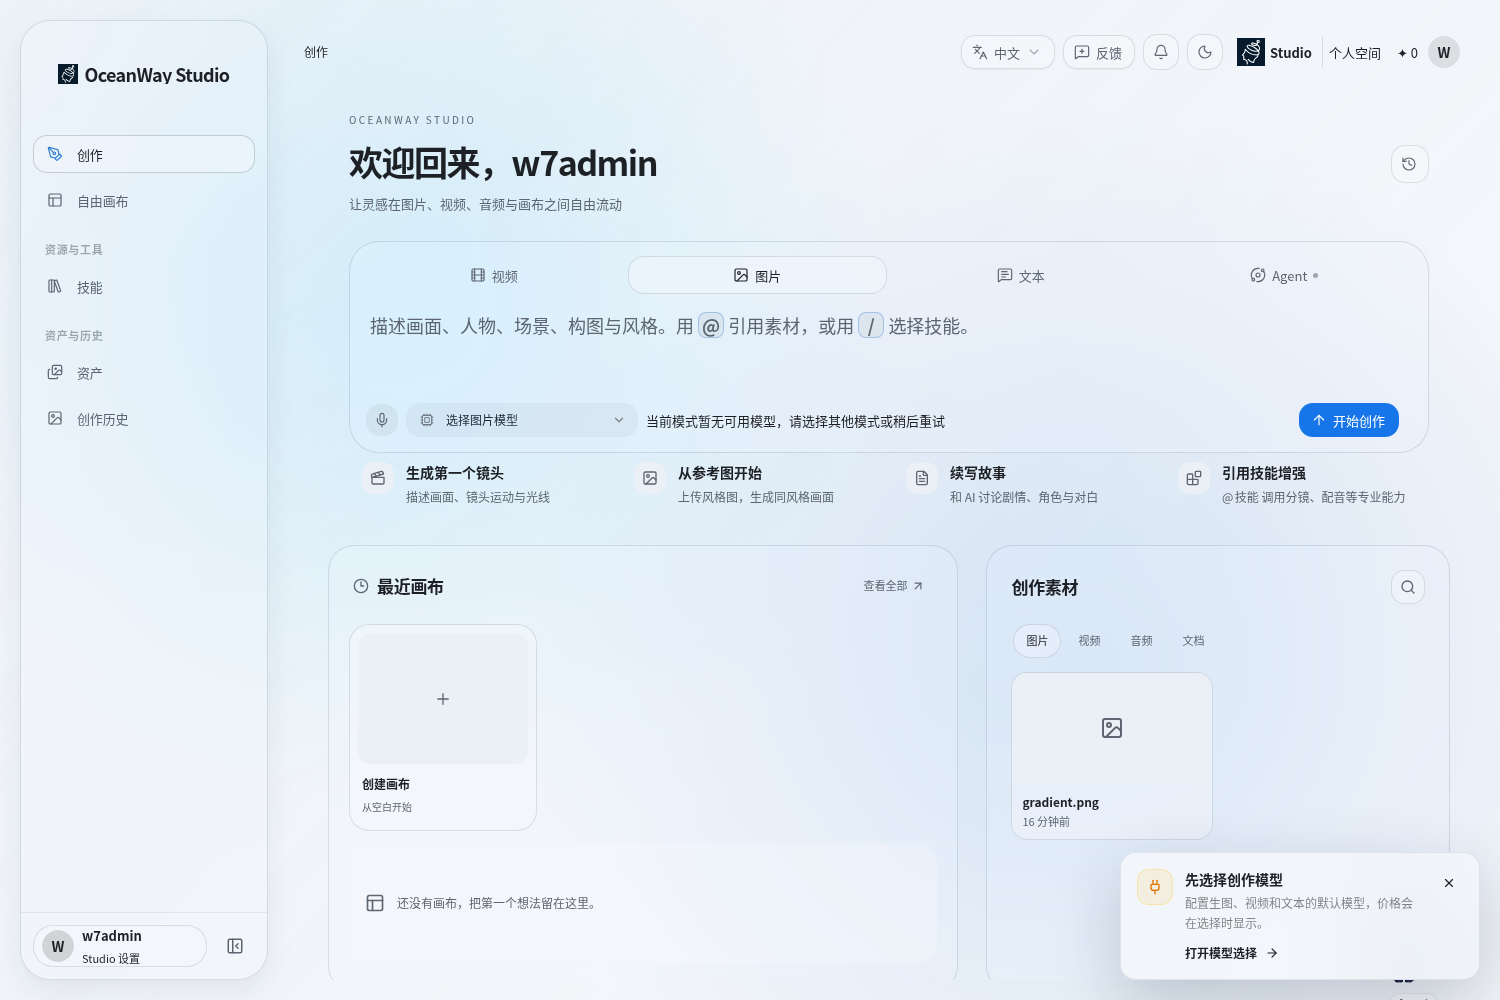 OceanWay Studio
创作
自由画布
资源与工具
技能
资产与历史
资产
创作历史
W
w7admin
Studio 设置
创作
中文
反馈
Studio
个人空间
✦ 0
W
OCEANWAY STUDIO
欢迎回来，w7admin
让灵感在图片、视频、音频与画布之间自由流动
视频
图片
文本
Agent
描述画面、人物、场景、构图与风格。用 @ 引用素材，或用 / 选择技能。
选择图片模型
当前模式暂无可用模型，请选择其他模式或稍后重试
开始创作
生成第一个镜头
描述画面、镜头运动与光线
从参考图开始
上传风格图，生成同风格画面
续写故事
和 AI 讨论剧情、角色与对白
引用技能增强
@技能 调用分镜、配音等专业能力
最近画布
查看全部
创建画布
从空白开始
还没有画布，把第一个想法留在这里。
创作素材
图片
视频
音频
文档
gradient.png
16 分钟前
先选择创作模型
配置生图、视频和文本的默认模型，价格会
在选择时显示。
打开模型选择